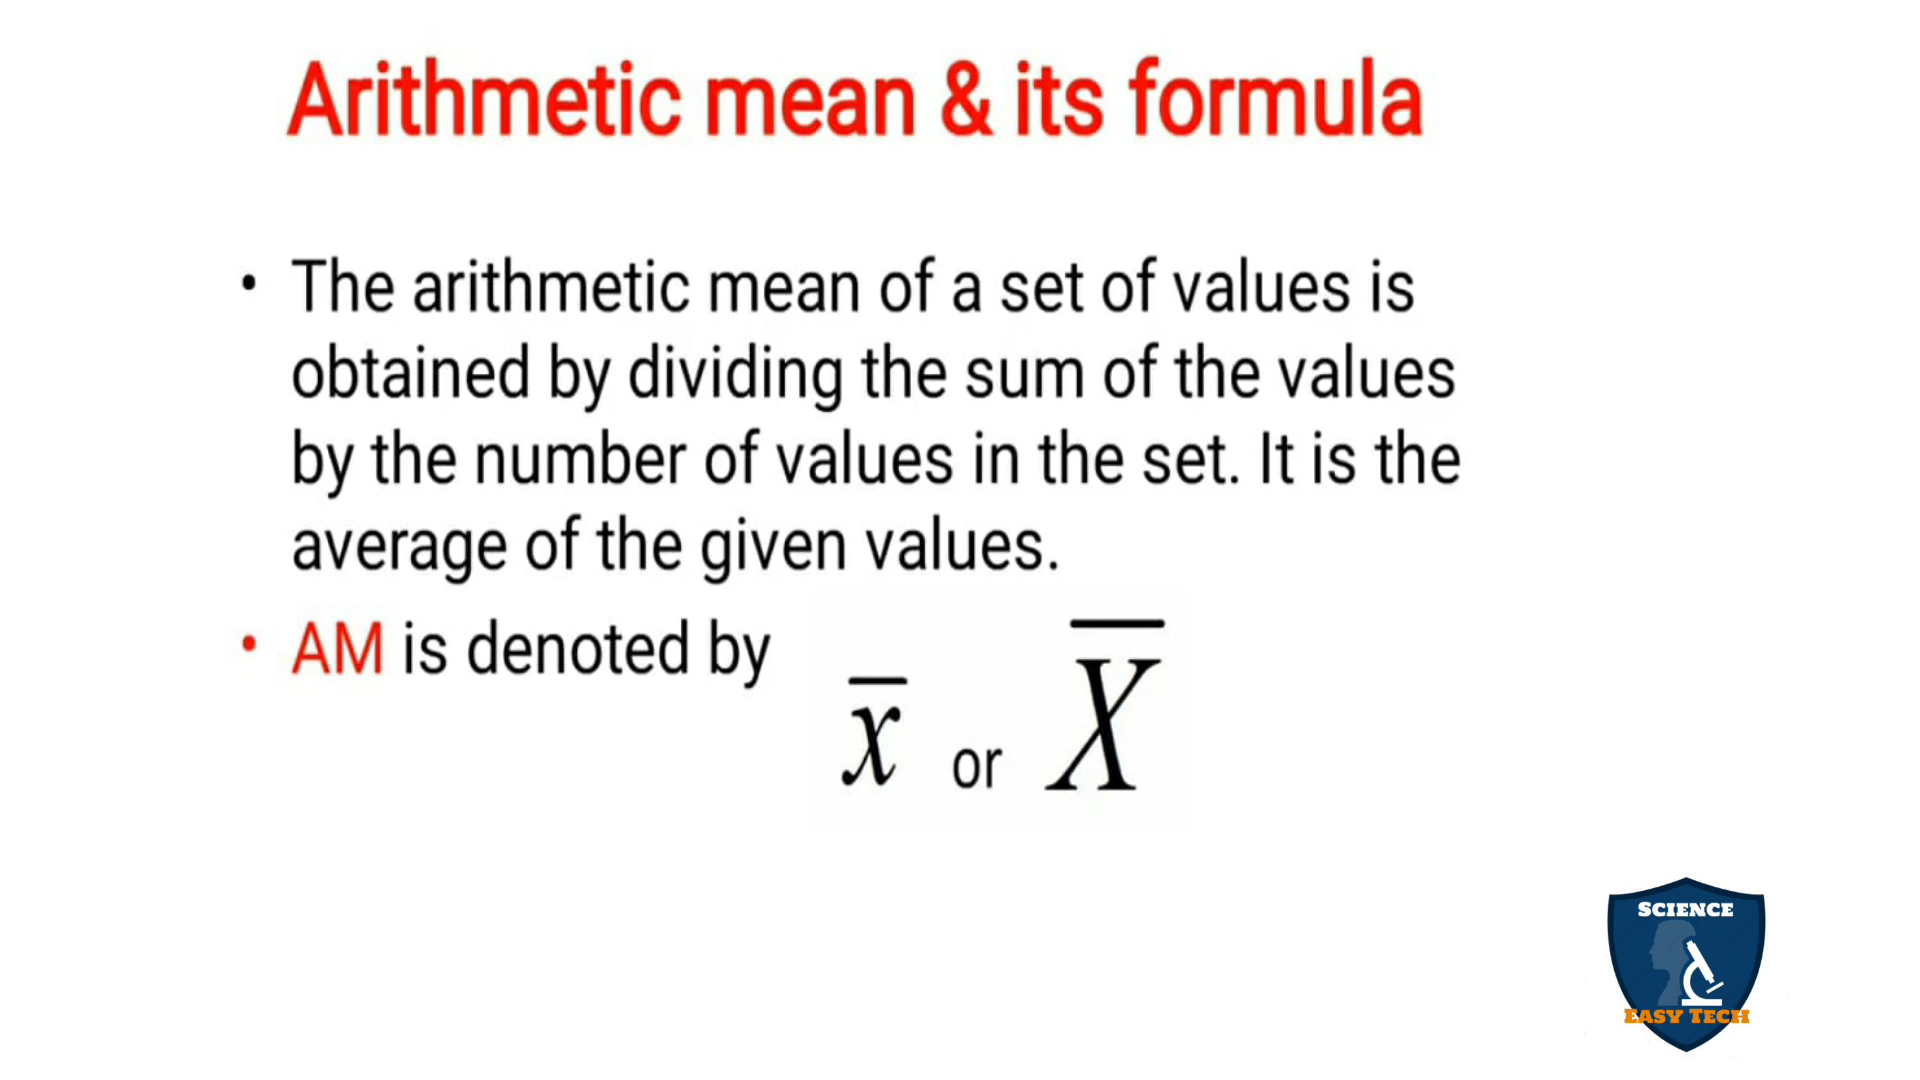 Arithmetic mean & its formula
• The arithmetic mean of a set of values is
obtained by dividing the sum of the values
by the number of values in the set. It is the
average of the given values.
• AM is denoted by
x̅ or X̅
SCIENCE
EASY TECH